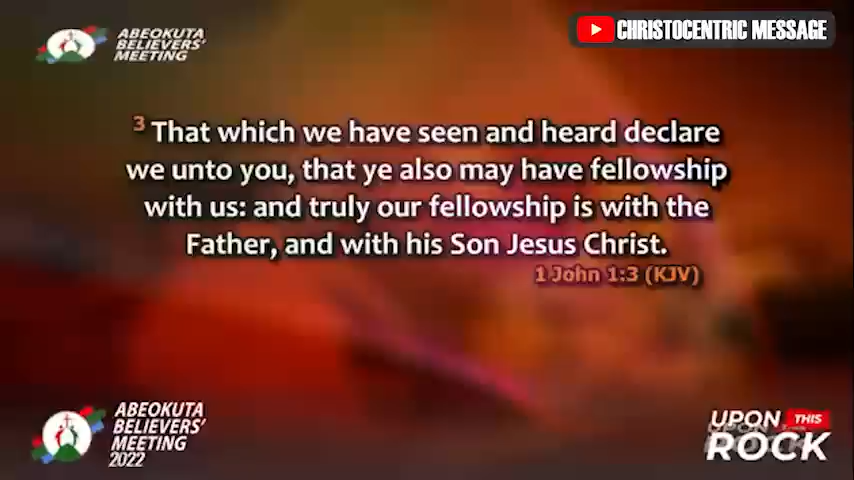 ABEOKUTA
BELIEVERS'
MEETING
CHRISTOCENTRIC MESSAGE
3 That which we have seen and heard declare
we unto you, that ye also may have fellowship
with us: and truly our fellowship is with the
Father, and with his Son Jesus Christ.
1 John 1:3 (KJV)
ABEOKUTA
BELIEVERS'
MEETING
2022
UPON THIS
ROCK